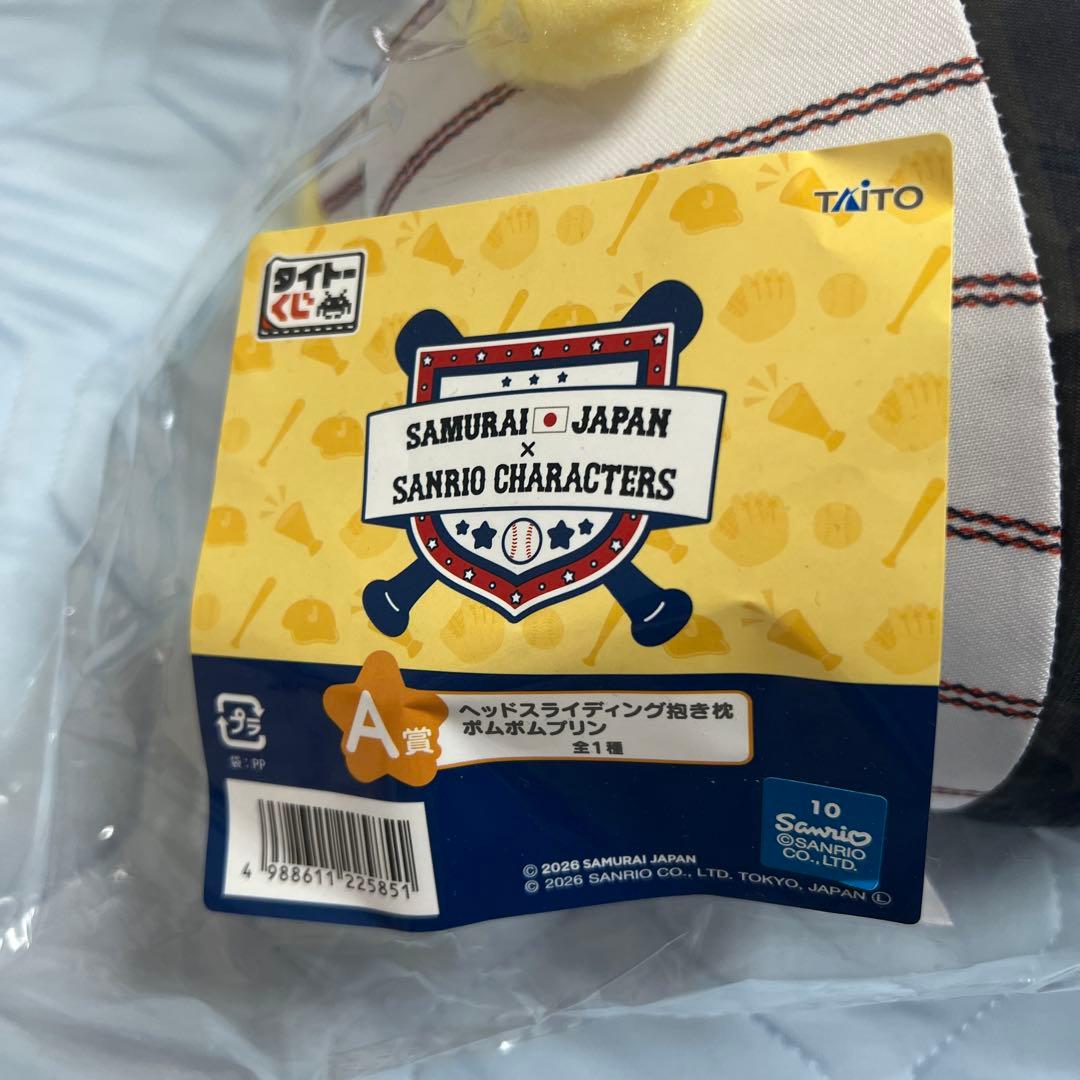 TAITO
タイトー
くじ
SAMURAI JAPAN
×
SANRIO CHARACTERS
A賞
ヘッドスライディング抱き枕
ポムポムプリン
全1種
プラ
袋:PP
4 988611 225851
10
Sanrio
©SANRIO
CO., LTD.
© 2026 SAMURAI JAPAN
© 2026 SANRIO CO., LTD. TOKYO, JAPAN Ⓛ